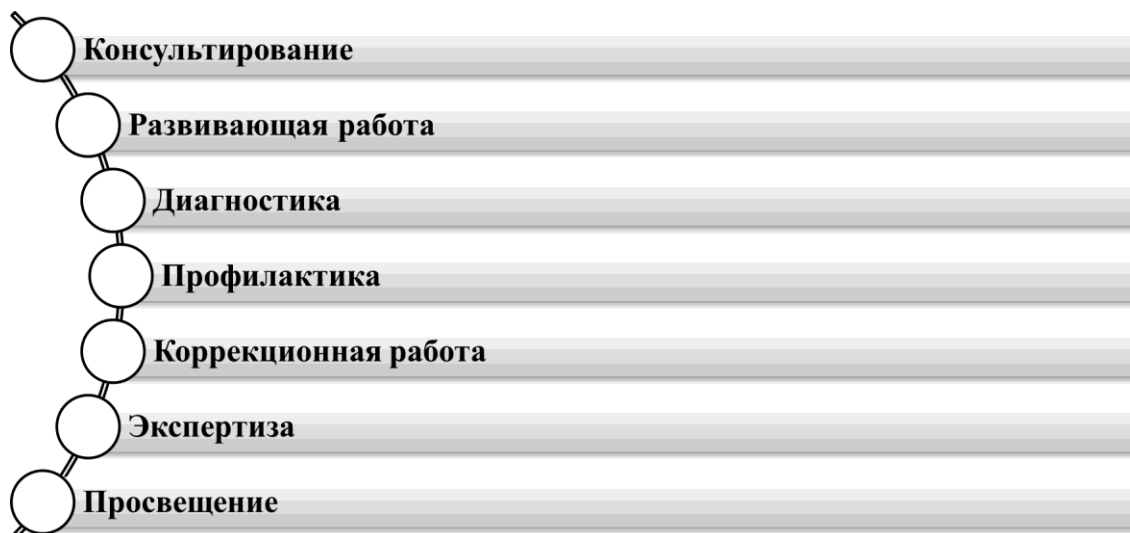 Консультирование
Развивающая работа
Диагностика
Профилактика
Коррекционная работа
Экспертиза
Просвещение